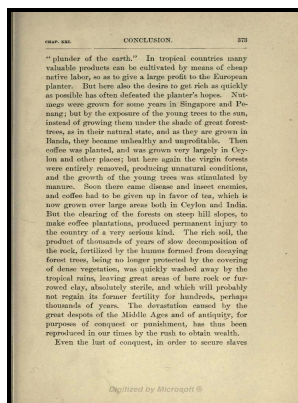 CHAP. XXI. CONCLUSION. 373
"plunder of the earth." In tropical countries many
valuable products can be cultivated by means of cheap
native labor, so as to give a large profit to the European
planter. But here also the desire to get rich as quickly
as possible has often defeated the planter's hopes. Nut-
megs were grown for some years in Singapore and Pe-
nang; but by the exposure of the young trees to the sun,
instead of growing them under the shade of great forest-
trees, as in their natural state, and as they are grown in
Banda, they became unhealthy and unprofitable. Then
coffee was planted, and was grown very largely in Cey-
lon and other places; but here again the virgin forests
were entirely removed, producing unnatural conditions,
and the growth of the young trees was stimulated by
manure. Soon there came disease and insect enemies,
and coffee had to be given up in favor of tea, which is
now grown over large areas both in Ceylon and India.
But the clearing of the forests on steep hill slopes, to
make coffee plantations, produced permanent injury to
the country of a very serious kind. The rich soil, the
product of thousands of years of slow decomposition of
the rock, fertilized by the humus formed from decaying
forest trees, being no longer protected by the covering
of dense vegetation, was quickly washed away by the
tropical rains, leaving great areas of bare rock or fur-
rowed clay, absolutely sterile, and which will probably
not regain its former fertility for hundreds, perhaps
thousands of years. The devastation caused by the
great despots of the Middle Ages and of antiquity, for
purposes of conquest or punishment, has thus been
reproduced in our times by the rush to obtain wealth.
Even the lust of conquest, in order to secure slaves
Digitized by Microsoft ®